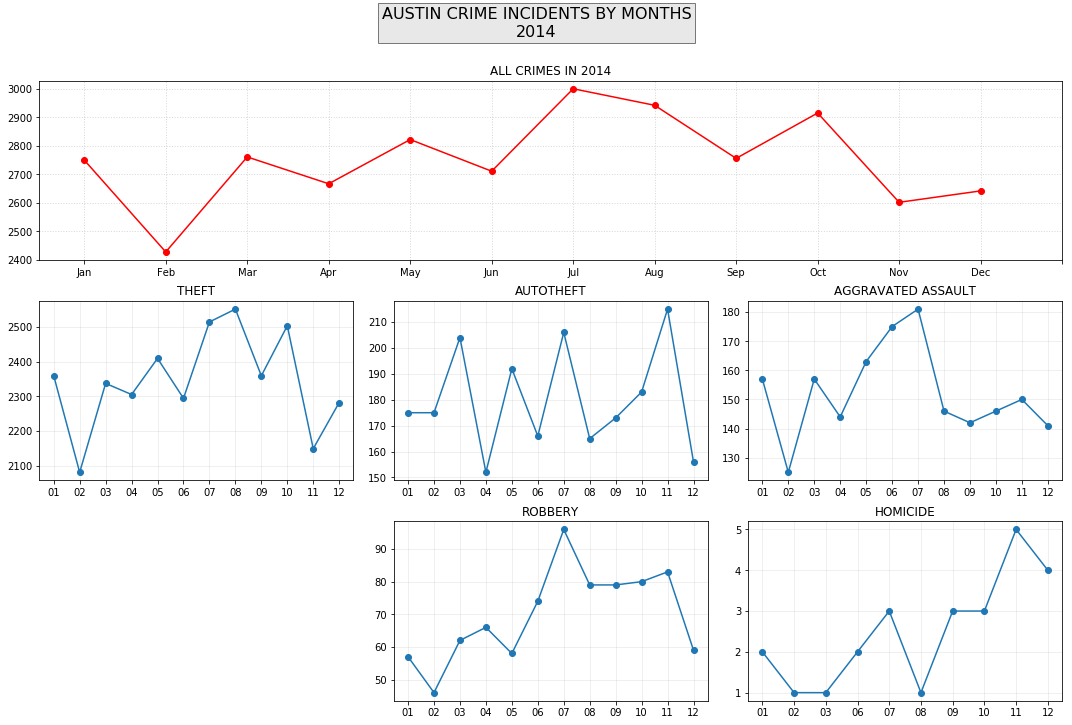 AUSTIN CRIME INCIDENTS BY MONTHS
2014
ALL CRIMES IN 2014
3000
2900
2800
2700
2600
2500
2400
Jan Feb Mar Apr May Jun Jul Aug Sep Oct Nov Dec
THEFT
2500
2400
2300
2200
2100
01 02 03 04 05 06 07 08 09 10 11 12
AUTOTHEFT
210
200
190
180
170
160
150
01 02 03 04 05 06 07 08 09 10 11 12
AGGRAVATED ASSAULT
180
170
160
150
140
130
01 02 03 04 05 06 07 08 09 10 11 12
ROBBERY
90
80
70
60
50
01 02 03 04 05 06 07 08 09 10 11 12
HOMICIDE
5
4
3
2
1
01 02 03 04 05 06 07 08 09 10 11 12